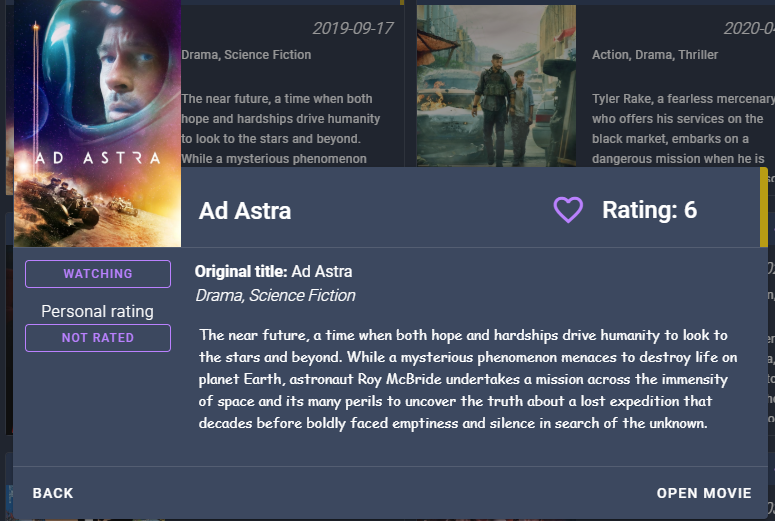 2019-09-17
Drama, Science Fiction
The near future, a time when both
hope and hardships drive humanity
to look to the stars and beyond.
While a mysterious phenomenon
2020-04
Action, Drama, Thriller
Tyler Rake, a fearless mercenary
who offers his services on the
black market, embarks on a
dangerous mission when he is
AD ASTRA
Ad Astra
Rating: 6
WATCHING
Personal rating
NOT RATED
Original title: Ad Astra
Drama, Science Fiction
The near future, a time when both hope and hardships drive humanity to look to
the stars and beyond. While a mysterious phenomenon menaces to destroy life on
planet Earth, astronaut Roy McBride undertakes a mission across the immensity
of space and its many perils to uncover the truth about a lost expedition that
decades before boldly faced emptiness and silence in search of the unknown.
BACK
OPEN MOVIE